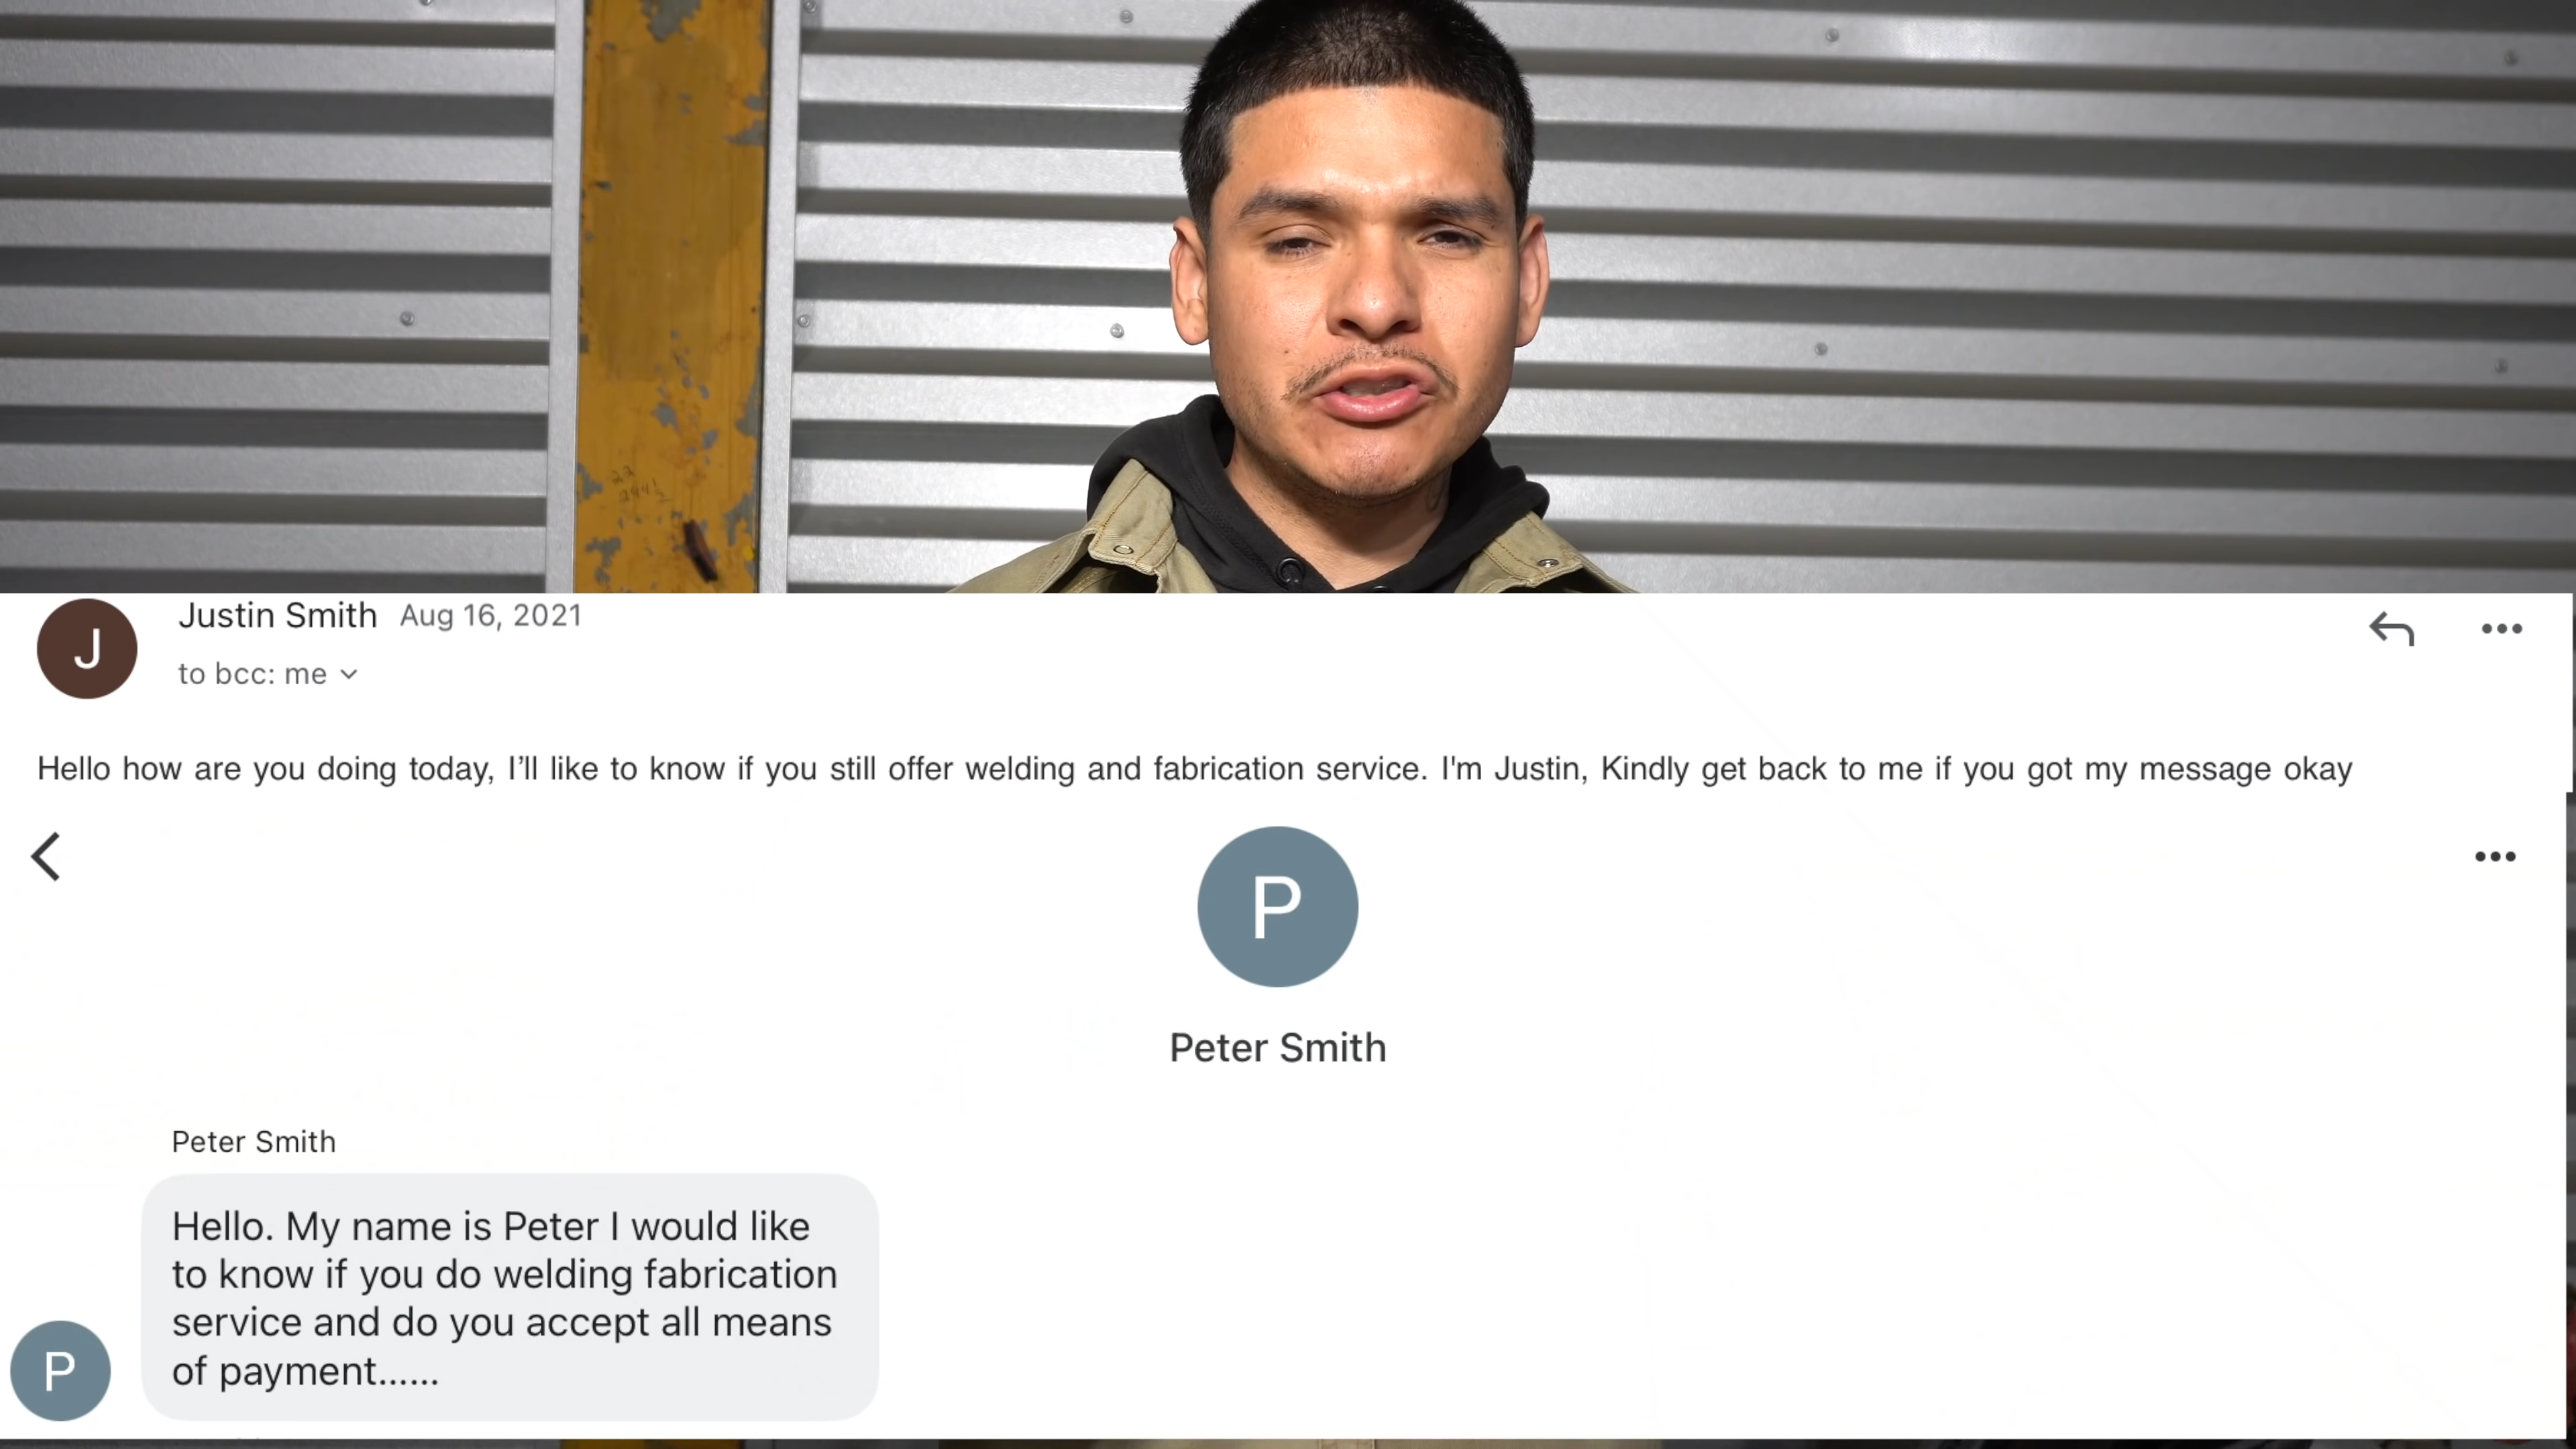 J
Justin Smith Aug 16, 2021
to bcc: me
Hello how are you doing today, I’ll like to know if you still offer welding and fabrication service. I'm Justin, Kindly get back to me if you got my message okay
P
Peter Smith
Peter Smith
Hello. My name is Peter I would like
to know if you do welding fabrication
service and do you accept all means
of payment......
P